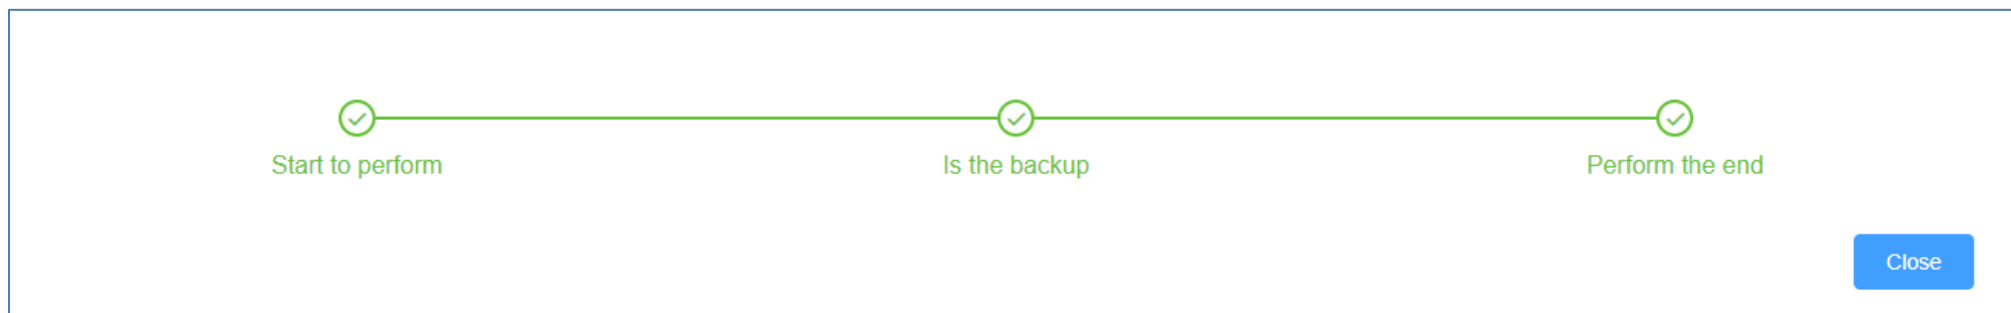 Start to perform
Is the backup
Perform the end
Close